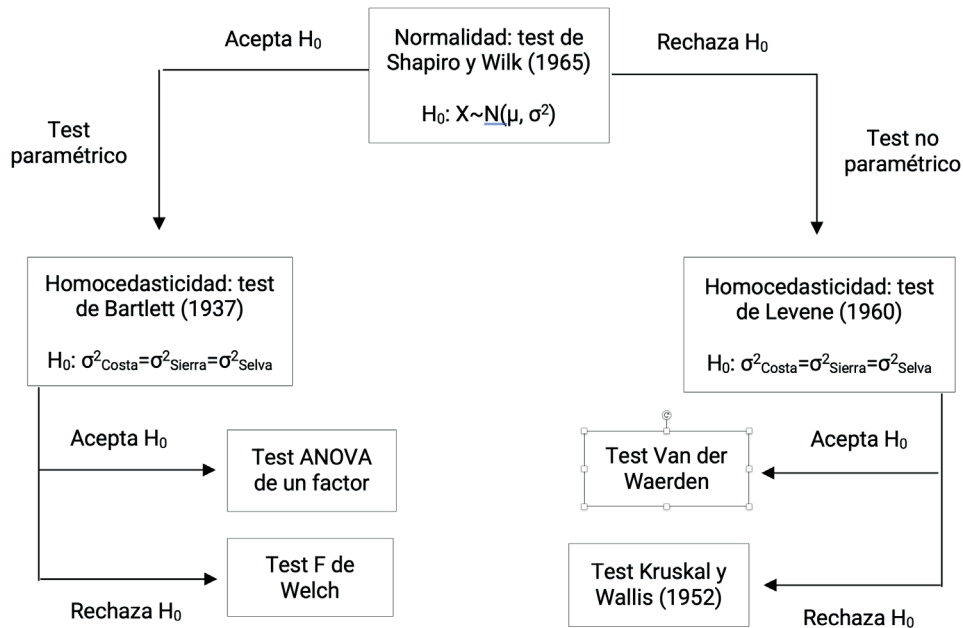 Acepta H₀
Normalidad: test de
Shapiro y Wilk (1965)
H₀: X~N(μ, σ²)
Rechaza H₀
Test
paramétrico
Test no
paramétrico
Homocedasticidad: test
de Bartlett (1937)
H₀: σ²Costa=σ²Sierra=σ²Selva
Homocedasticidad: test
de Levene (1960)
H₀: σ²Costa=σ²Sierra=σ²Selva
Acepta H₀
Test ANOVA
de un factor
Test Van der
Waerden
Acepta H₀
Test F de
Welch
Rechaza H₀
Test Kruskal y
Wallis (1952)
Rechaza H₀